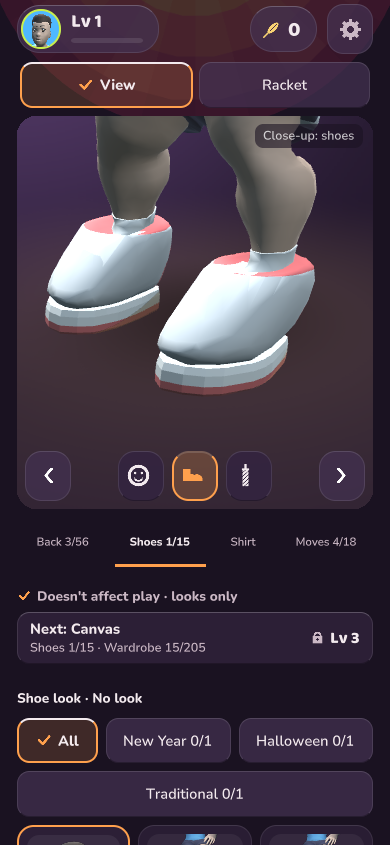 Lv 1
0
View
Racket
Close-up: shoes
Back 3/56
Shoes 1/15
Shirt
Moves 4/18
Doesn't affect play · looks only
Next: Canvas
Shoes 1/15 · Wardrobe 15/205
Lv 3
Shoe look · No look
All
New Year 0/1
Halloween 0/1
Traditional 0/1